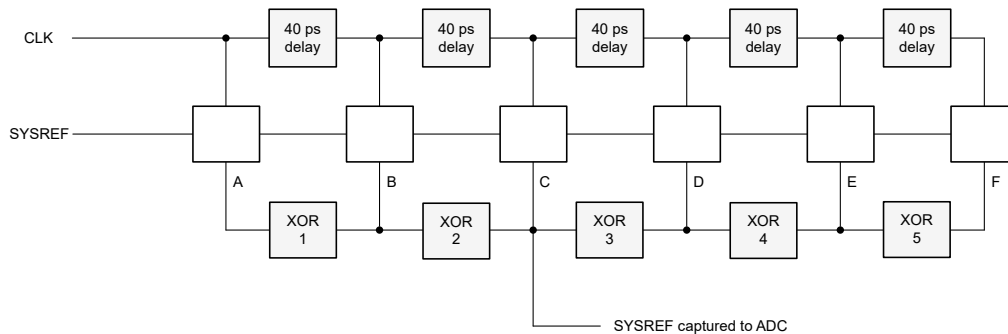 40 ps
delay
40 ps
delay
40 ps
delay
40 ps
delay
40 ps
delay
CLK
SYSREF
A
B
C
D
E
F
XOR
1
XOR
2
XOR
3
XOR
4
XOR
5
SYSREF captured to ADC